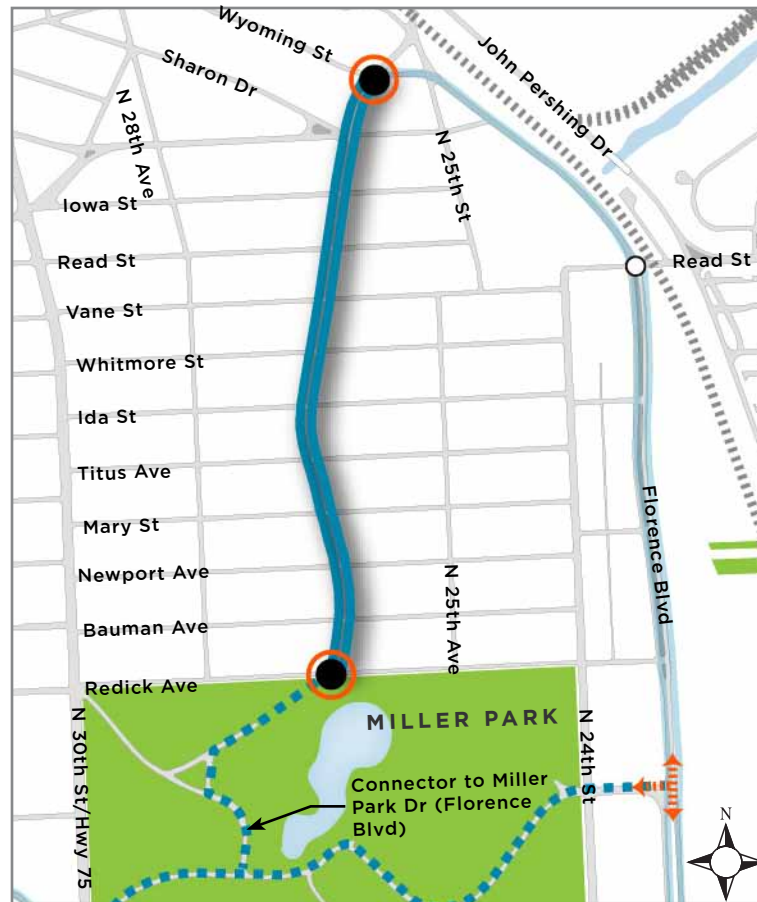 Wyoming St
Sharon Dr
John Pershing Dr
N 28th Ave
N 25th St
Iowa St
Read St
Read St
Vane St
Whitmore St
Ida St
Titus Ave
Mary St
Florence Blvd
Newport Ave
N 25th Ave
Bauman Ave
Redick Ave
MILLER PARK
N 30th St/Hwy 75
N 24th St
Connector to Miller
Park Dr (Florence
Blvd)
N